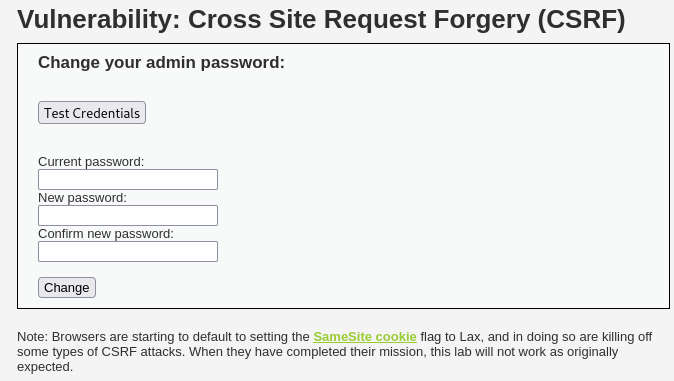 Vulnerability: Cross Site Request Forgery (CSRF)
Change your admin password:
Test Credentials
Current password:
New password:
Confirm new password:
Change
Note: Browsers are starting to default to setting the SameSite cookie flag to Lax, and in doing so are killing off
some types of CSRF attacks. When they have completed their mission, this lab will not work as originally
expected.